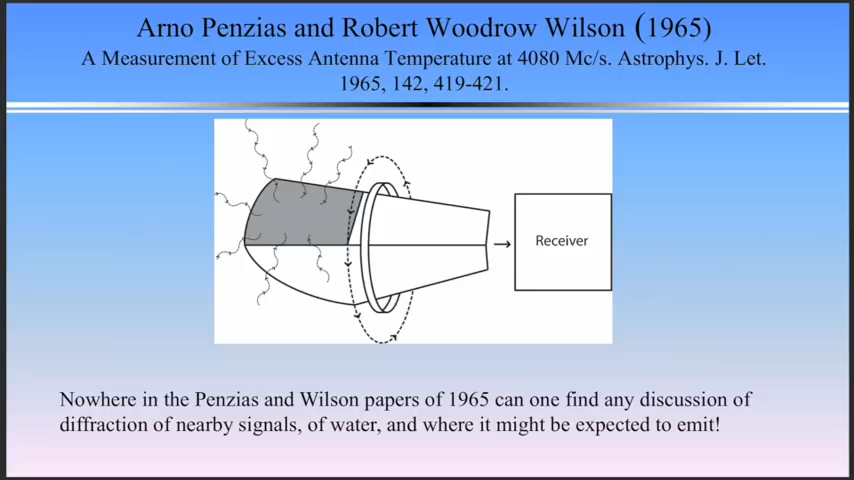 Arno Penzias and Robert Woodrow Wilson (1965)
A Measurement of Excess Antenna Temperature at 4080 Mc/s. Astrophys. J. Let.
1965, 142, 419-421.
Receiver
Nowhere in the Penzias and Wilson papers of 1965 can one find any discussion of
diffraction of nearby signals, of water, and where it might be expected to emit!